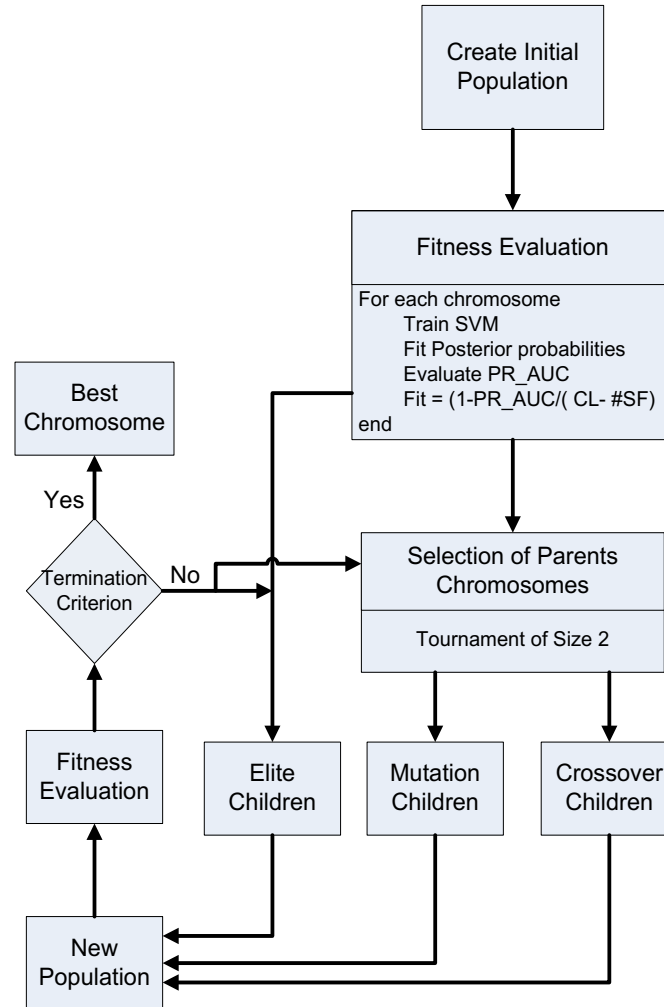 Create Initial
Population
Fitness Evaluation
For each chromosome
Train SVM
Fit Posterior probabilities
Evaluate PR_AUC
Fit = (1-PR_AUC/( CL- #SF)
end
Best
Chromosome
Yes
Termination
Criterion
No
Selection of Parents
Chromosomes
Tournament of Size 2
Fitness
Evaluation
Elite
Children
Mutation
Children
Crossover
Children
New
Population